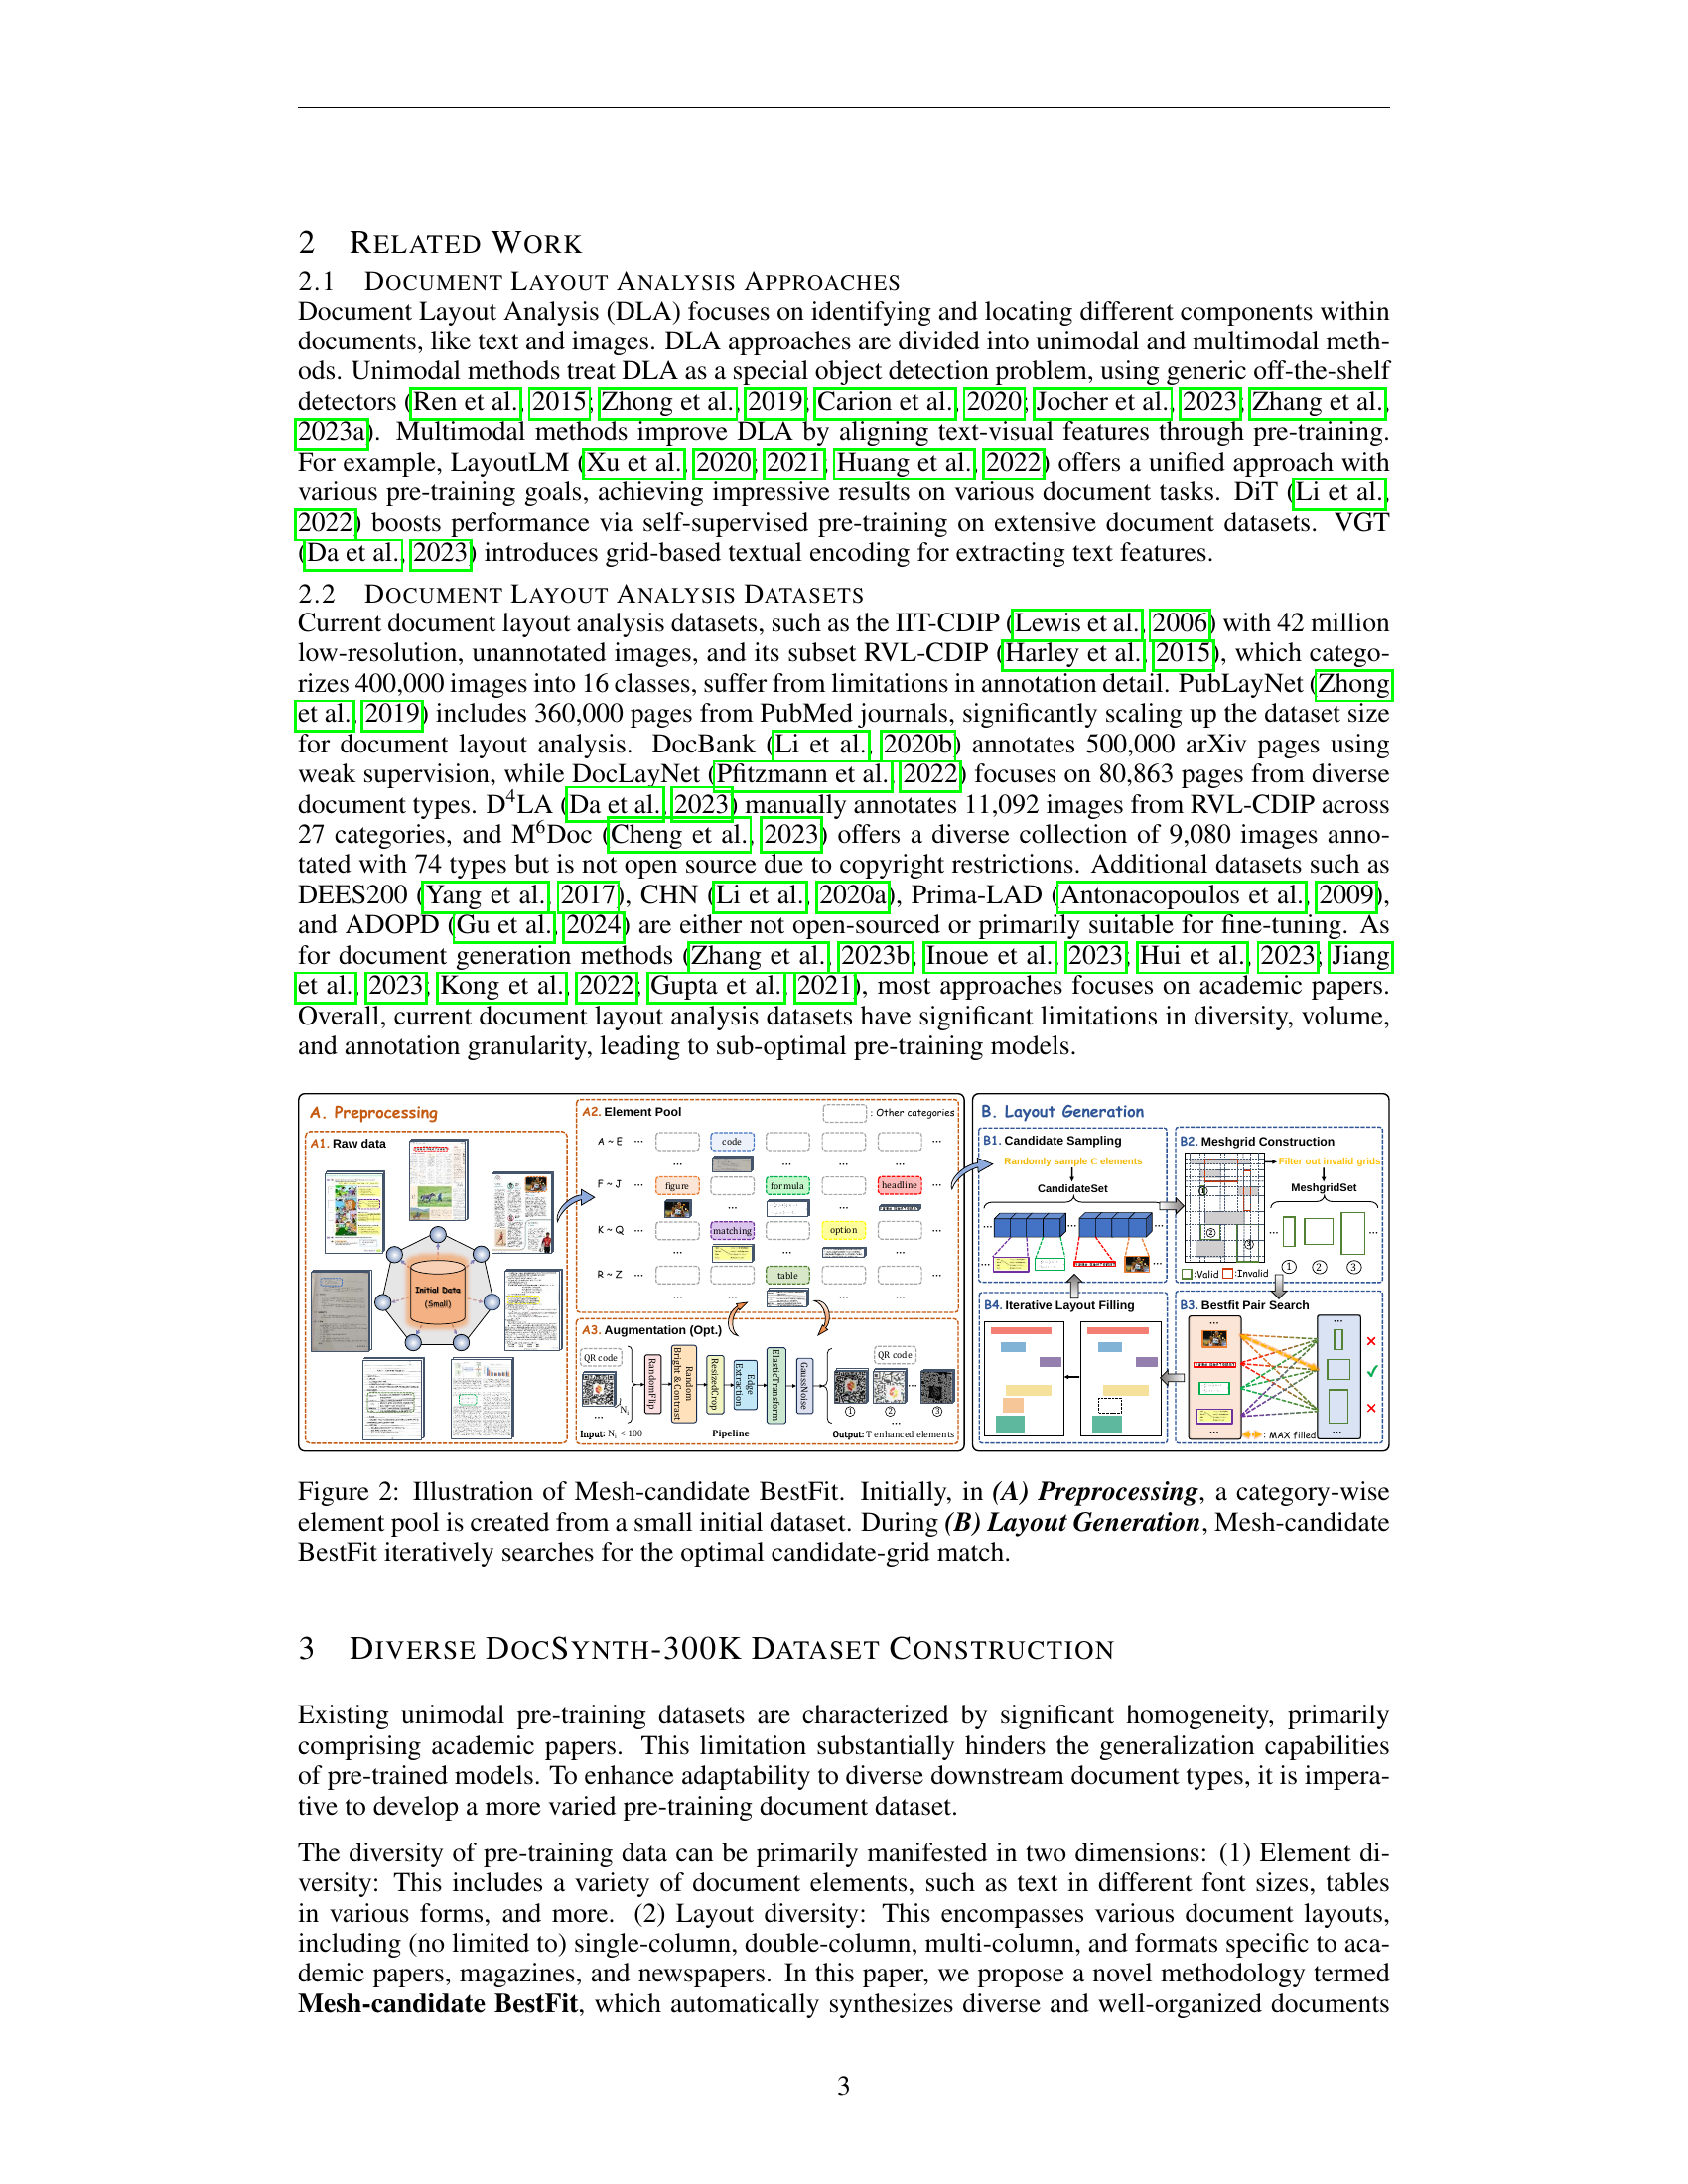 2 RELATED WORK
2.1 DOCUMENT LAYOUT ANALYSIS APPROACHES
Document Layout Analysis (DLA) focuses on identifying and locating different components within
documents, like text and images. DLA approaches are divided into unimodal and multimodal meth-
ods. Unimodal methods treat DLA as a special object detection problem, using generic off-the-shelf
detectors (Ren et al., 2015; Zhong et al., 2019; Carion et al., 2020; Jocher et al., 2023; Zhang et al.,
2023a). Multimodal methods improve DLA by aligning text-visual features through pre-training.
For example, LayoutLM (Xu et al., 2020; 2021; Huang et al., 2022) offers a unified approach with
various pre-training goals, achieving impressive results on various document tasks. DiT (Li et al.,
2022) boosts performance via self-supervised pre-training on extensive document datasets. VGT
(Da et al., 2023) introduces grid-based textual encoding for extracting text features.
2.2 DOCUMENT LAYOUT ANALYSIS DATASETS
Current document layout analysis datasets, such as the IIT-CDIP (Lewis et al., 2006) with 42 million
low-resolution, unannotated images, and its subset RVL-CDIP (Harley et al., 2015), which catego-
rizes 400,000 images into 16 classes, suffer from limitations in annotation detail. PubLayNet (Zhong
et al., 2019) includes 360,000 pages from PubMed journals, significantly scaling up the dataset size
for document layout analysis. DocBank (Li et al., 2020b) annotates 500,000 arXiv pages using
weak supervision, while DocLayNet (Pfitzmann et al., 2022) focuses on 80,863 pages from diverse
document types. D⁴LA (Da et al., 2023) manually annotates 11,092 images from RVL-CDIP across
27 categories, and M⁶Doc (Cheng et al., 2023) offers a diverse collection of 9,080 images anno-
tated with 74 types but is not open source due to copyright restrictions. Additional datasets such as
DEES200 (Yang et al., 2017), CHN (Li et al., 2020a), Prima-LAD (Antonacopoulos et al., 2009),
and ADOPD (Gu et al., 2024) are either not open-sourced or primarily suitable for fine-tuning. As
for document generation methods (Zhang et al., 2023b; Inoue et al., 2023; Hui et al., 2023; Jiang
et al., 2023; Kong et al., 2022; Gupta et al., 2021), most approaches focuses on academic papers.
Overall, current document layout analysis datasets have significant limitations in diversity, volume,
and annotation granularity, leading to sub-optimal pre-training models.
A. Preprocessing
A1. Raw data
Initial Data
(Small)
A2. Element Pool
: Other categories
A ~ E ... code ...
F ~ J ... figure formula headline ...
K ~ Q ... matching option ...
R ~ Z ... table ...
A3. Augmentation (Opt.)
QR code
Nᵢ
...
RandomFlip
Random
Bright & Contrast
ResizedCrop
Edge
Extraction
ElasticTransform
GaussNoise
QR code
...
① ② ③
...
Input: Nᵢ < 100 Pipeline Output: T enhanced elements
B. Layout Generation
B1. Candidate Sampling
Randomly sample C elements
CandidateSet
B2. Meshgrid Construction
Filter out invalid grids
MeshgridSet
① ② ③
① ② ③
:Valid :Invalid
B3. Bestfit Pair Search
: MAX filled
B4. Iterative Layout Filling
Figure 2: Illustration of Mesh-candidate BestFit. Initially, in (A) Preprocessing, a category-wise
element pool is created from a small initial dataset. During (B) Layout Generation, Mesh-candidate
BestFit iteratively searches for the optimal candidate-grid match.
3 DIVERSE DOCSYNTH-300K DATASET CONSTRUCTION
Existing unimodal pre-training datasets are characterized by significant homogeneity, primarily
comprising academic papers. This limitation substantially hinders the generalization capabilities
of pre-trained models. To enhance adaptability to diverse downstream document types, it is impera-
tive to develop a more varied pre-training document dataset.
The diversity of pre-training data can be primarily manifested in two dimensions: (1) Element di-
versity: This includes a variety of document elements, such as text in different font sizes, tables
in various forms, and more. (2) Layout diversity: This encompasses various document layouts,
including (no limited to) single-column, double-column, multi-column, and formats specific to aca-
demic papers, magazines, and newspapers. In this paper, we propose a novel methodology termed
Mesh-candidate BestFit, which automatically synthesizes diverse and well-organized documents
3